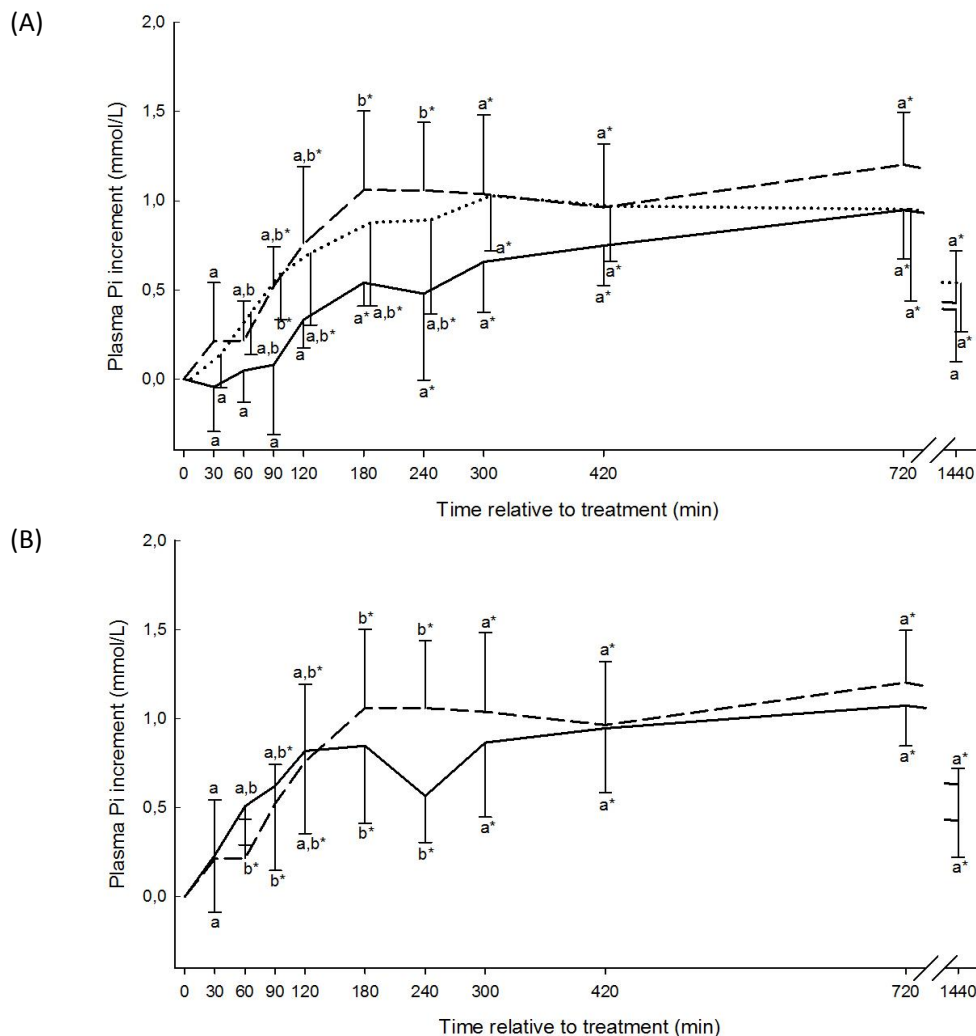 (A)
2,0
1,5
1,0
0,5
0,0
Plasma Pi increment (mmol/L)
b* b* a* a* a*
a,b*
a,b*
a a,b
b* a,b* a* a,b* a,b* a* a* a* a*
a,b a a* a* a*
a a a a a* a
0 30 60 90 120 180 240 300 420 720 1440
Time relative to treatment (min)
(B)
2,0
1,5
1,0
0,5
0,0
Plasma Pi increment (mmol/L)
b* b* a* a* a*
a,b*
a,b* a*
a a,b
b* b* a,b* b* b* a* a* a* a*
a
0 30 60 90 120 180 240 300 420 720 1440
Time relative to treatment (min)